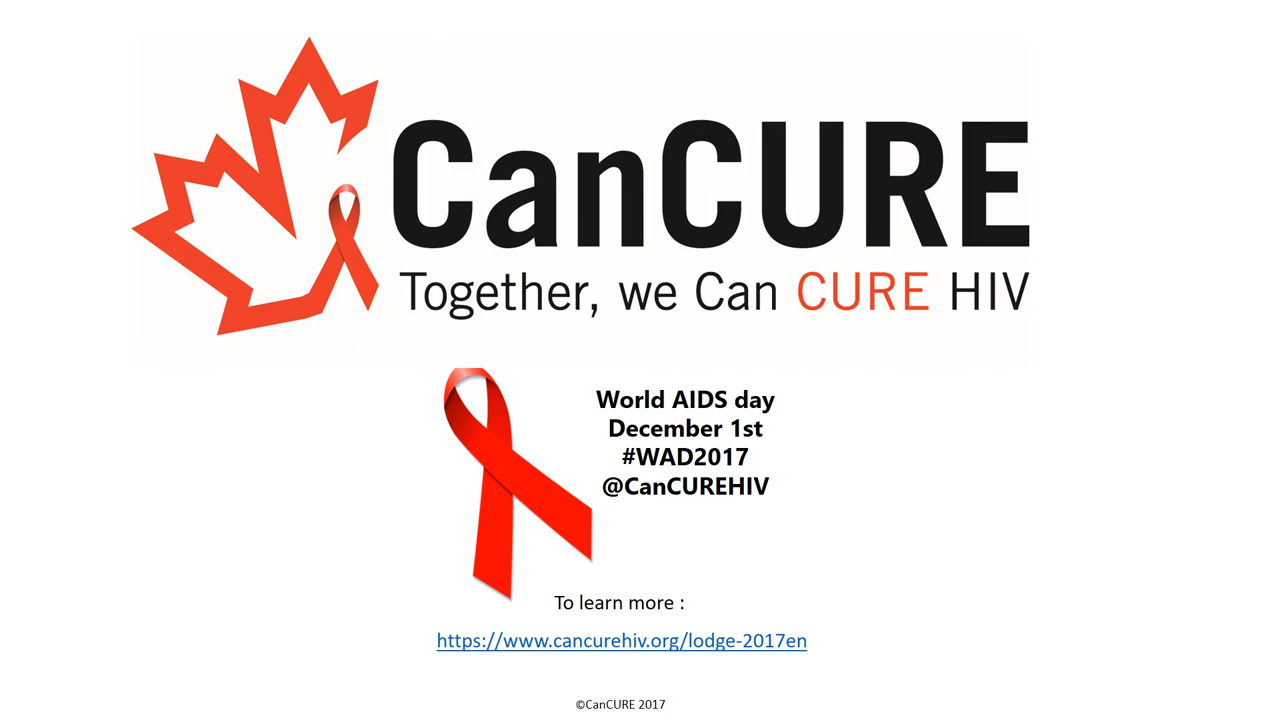 CanCURE
Together, we Can CURE HIV
World AIDS day
December 1st
#WAD2017
@CanCUREHIV
To learn more :
https://www.cancurehiv.org/lodge-2017en
©CanCURE 2017